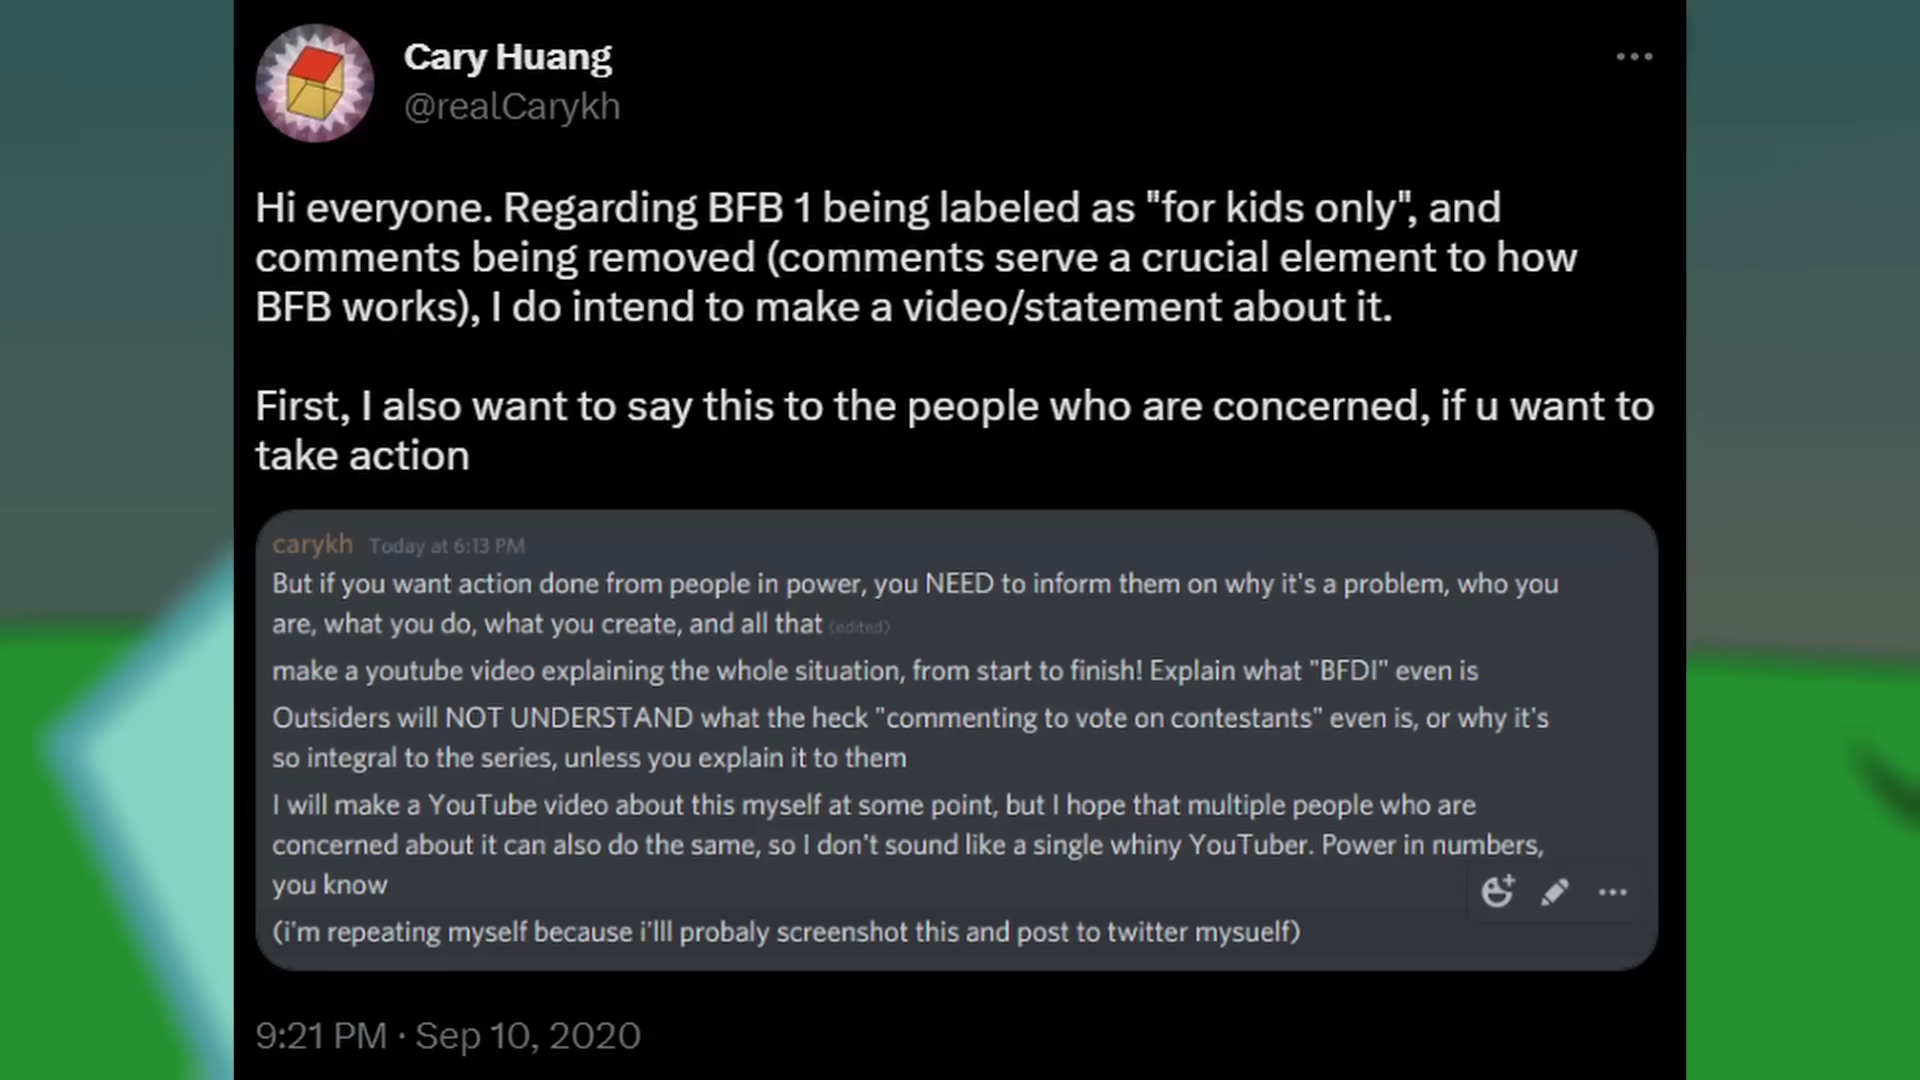 Cary Huang
@realCarykh
Hi everyone. Regarding BFB 1 being labeled as "for kids only", and
comments being removed (comments serve a crucial element to how
BFB works), I do intend to make a video/statement about it.
First, I also want to say this to the people who are concerned, if u want to
take action
carykh Today at 6:13 PM
But if you want action done from people in power, you NEED to inform them on why it's a problem, who you
are, what you do, what you create, and all that (edited)
make a youtube video explaining the whole situation, from start to finish! Explain what "BFDI" even is
Outsiders will NOT UNDERSTAND what the heck "commenting to vote on contestants" even is, or why it's
so integral to the series, unless you explain it to them
I will make a YouTube video about this myself at some point, but I hope that multiple people who are
concerned about it can also do the same, so I don't sound like a single whiny YouTuber. Power in numbers,
you know
(i'm repeating myself because i'lll probaly screenshot this and post to twitter mysuelf)
9:21 PM · Sep 10, 2020